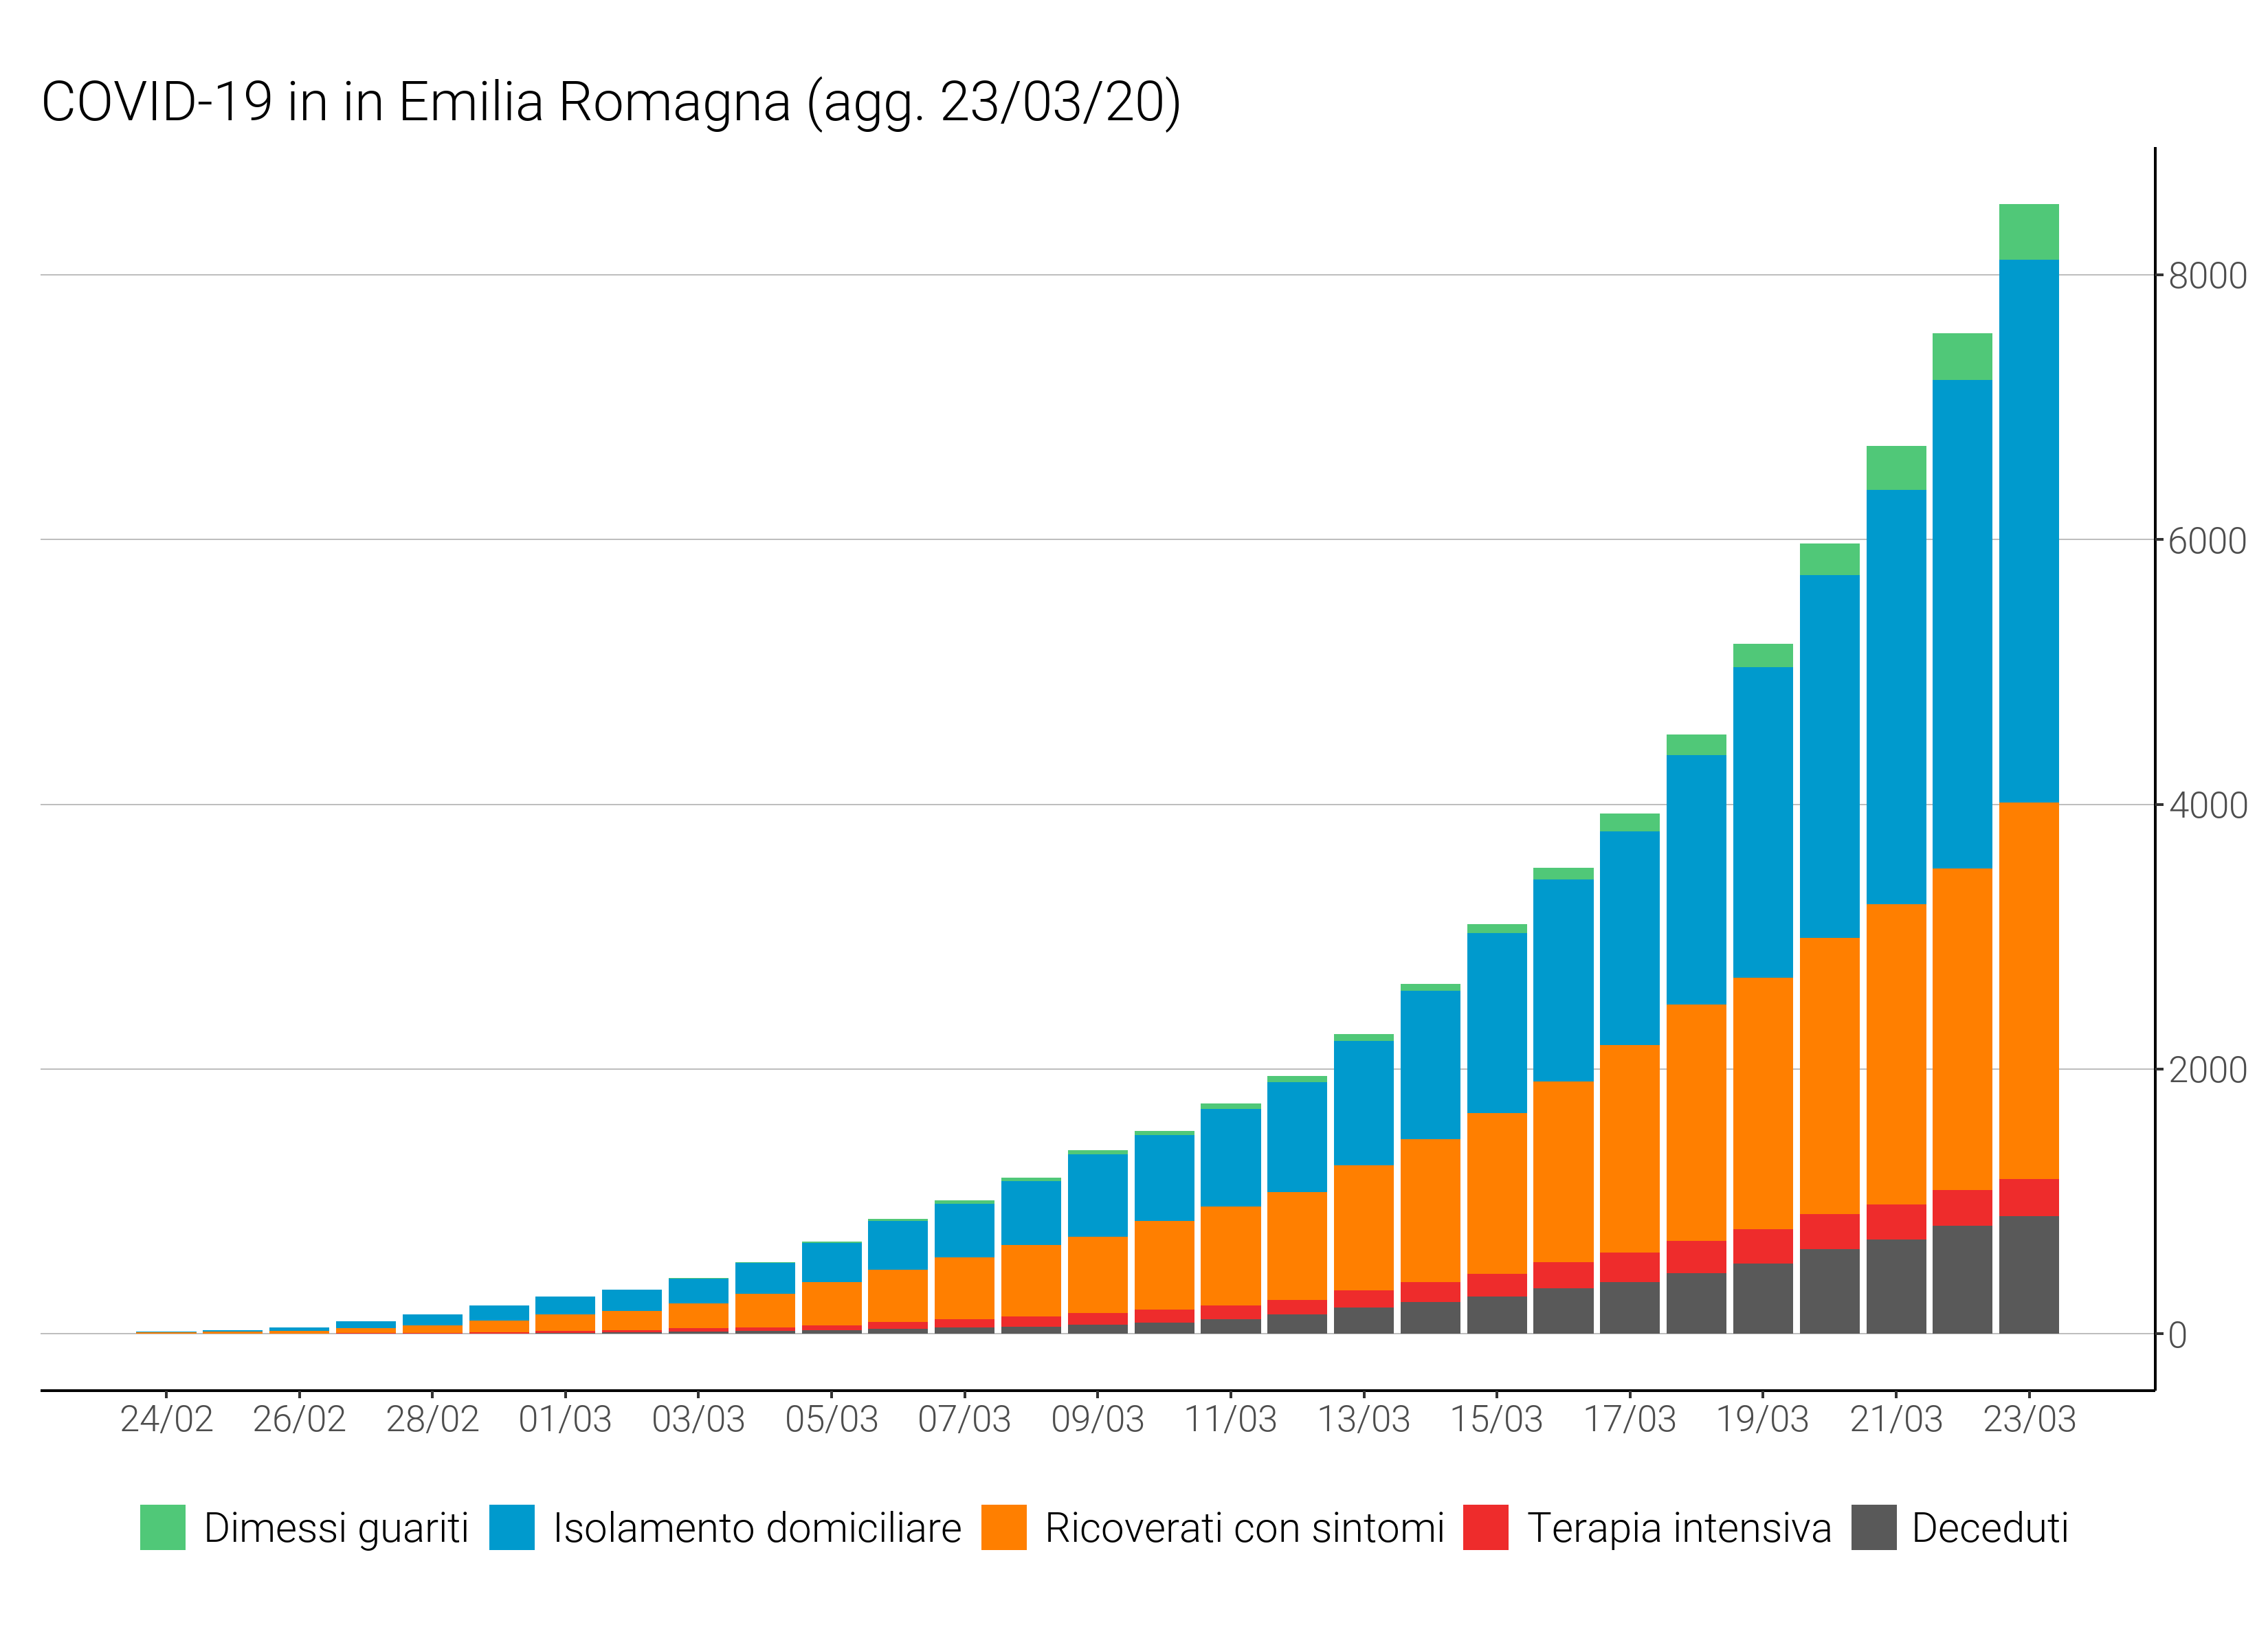 COVID-19 in in Emilia Romagna (agg. 23/03/20)
8000
6000
4000
2000
0
24/02 26/02 28/02 01/03 03/03 05/03 07/03 09/03 11/03 13/03 15/03 17/03 19/03 21/03 23/03
Dimessi guariti Isolamento domiciliare Ricoverati con sintomi Terapia intensiva Deceduti